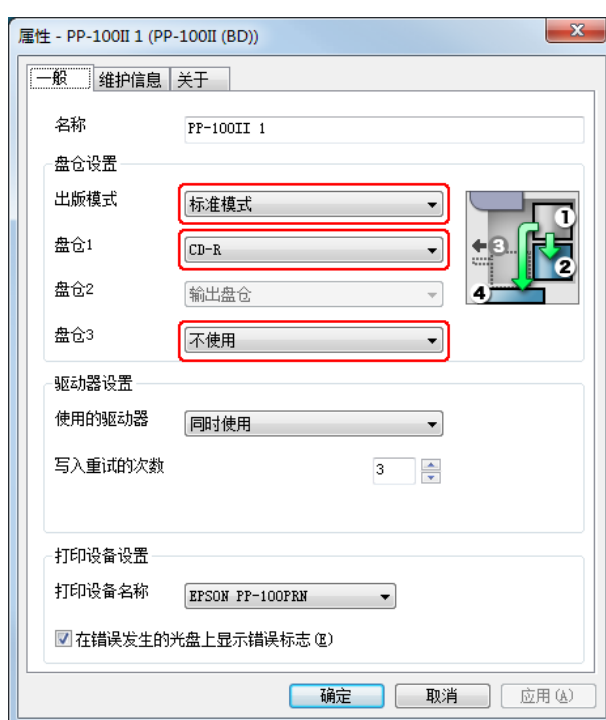 属性 - PP-100II 1 (PP-100II (BD))
一般 维护信息 关于
名称 PP-100II 1
盘仓设置
出版模式 标准模式
盘仓1 CD-R
盘仓2 输出盘仓
盘仓3 不使用
1
3
2
4
驱动器设置
使用的驱动器 同时使用
写入重试的次数 3
打印设备设置
打印设备名称 EPSON PP-100PRN
在错误发生的光盘上显示错误标志(E)
确定 取消 应用(A)